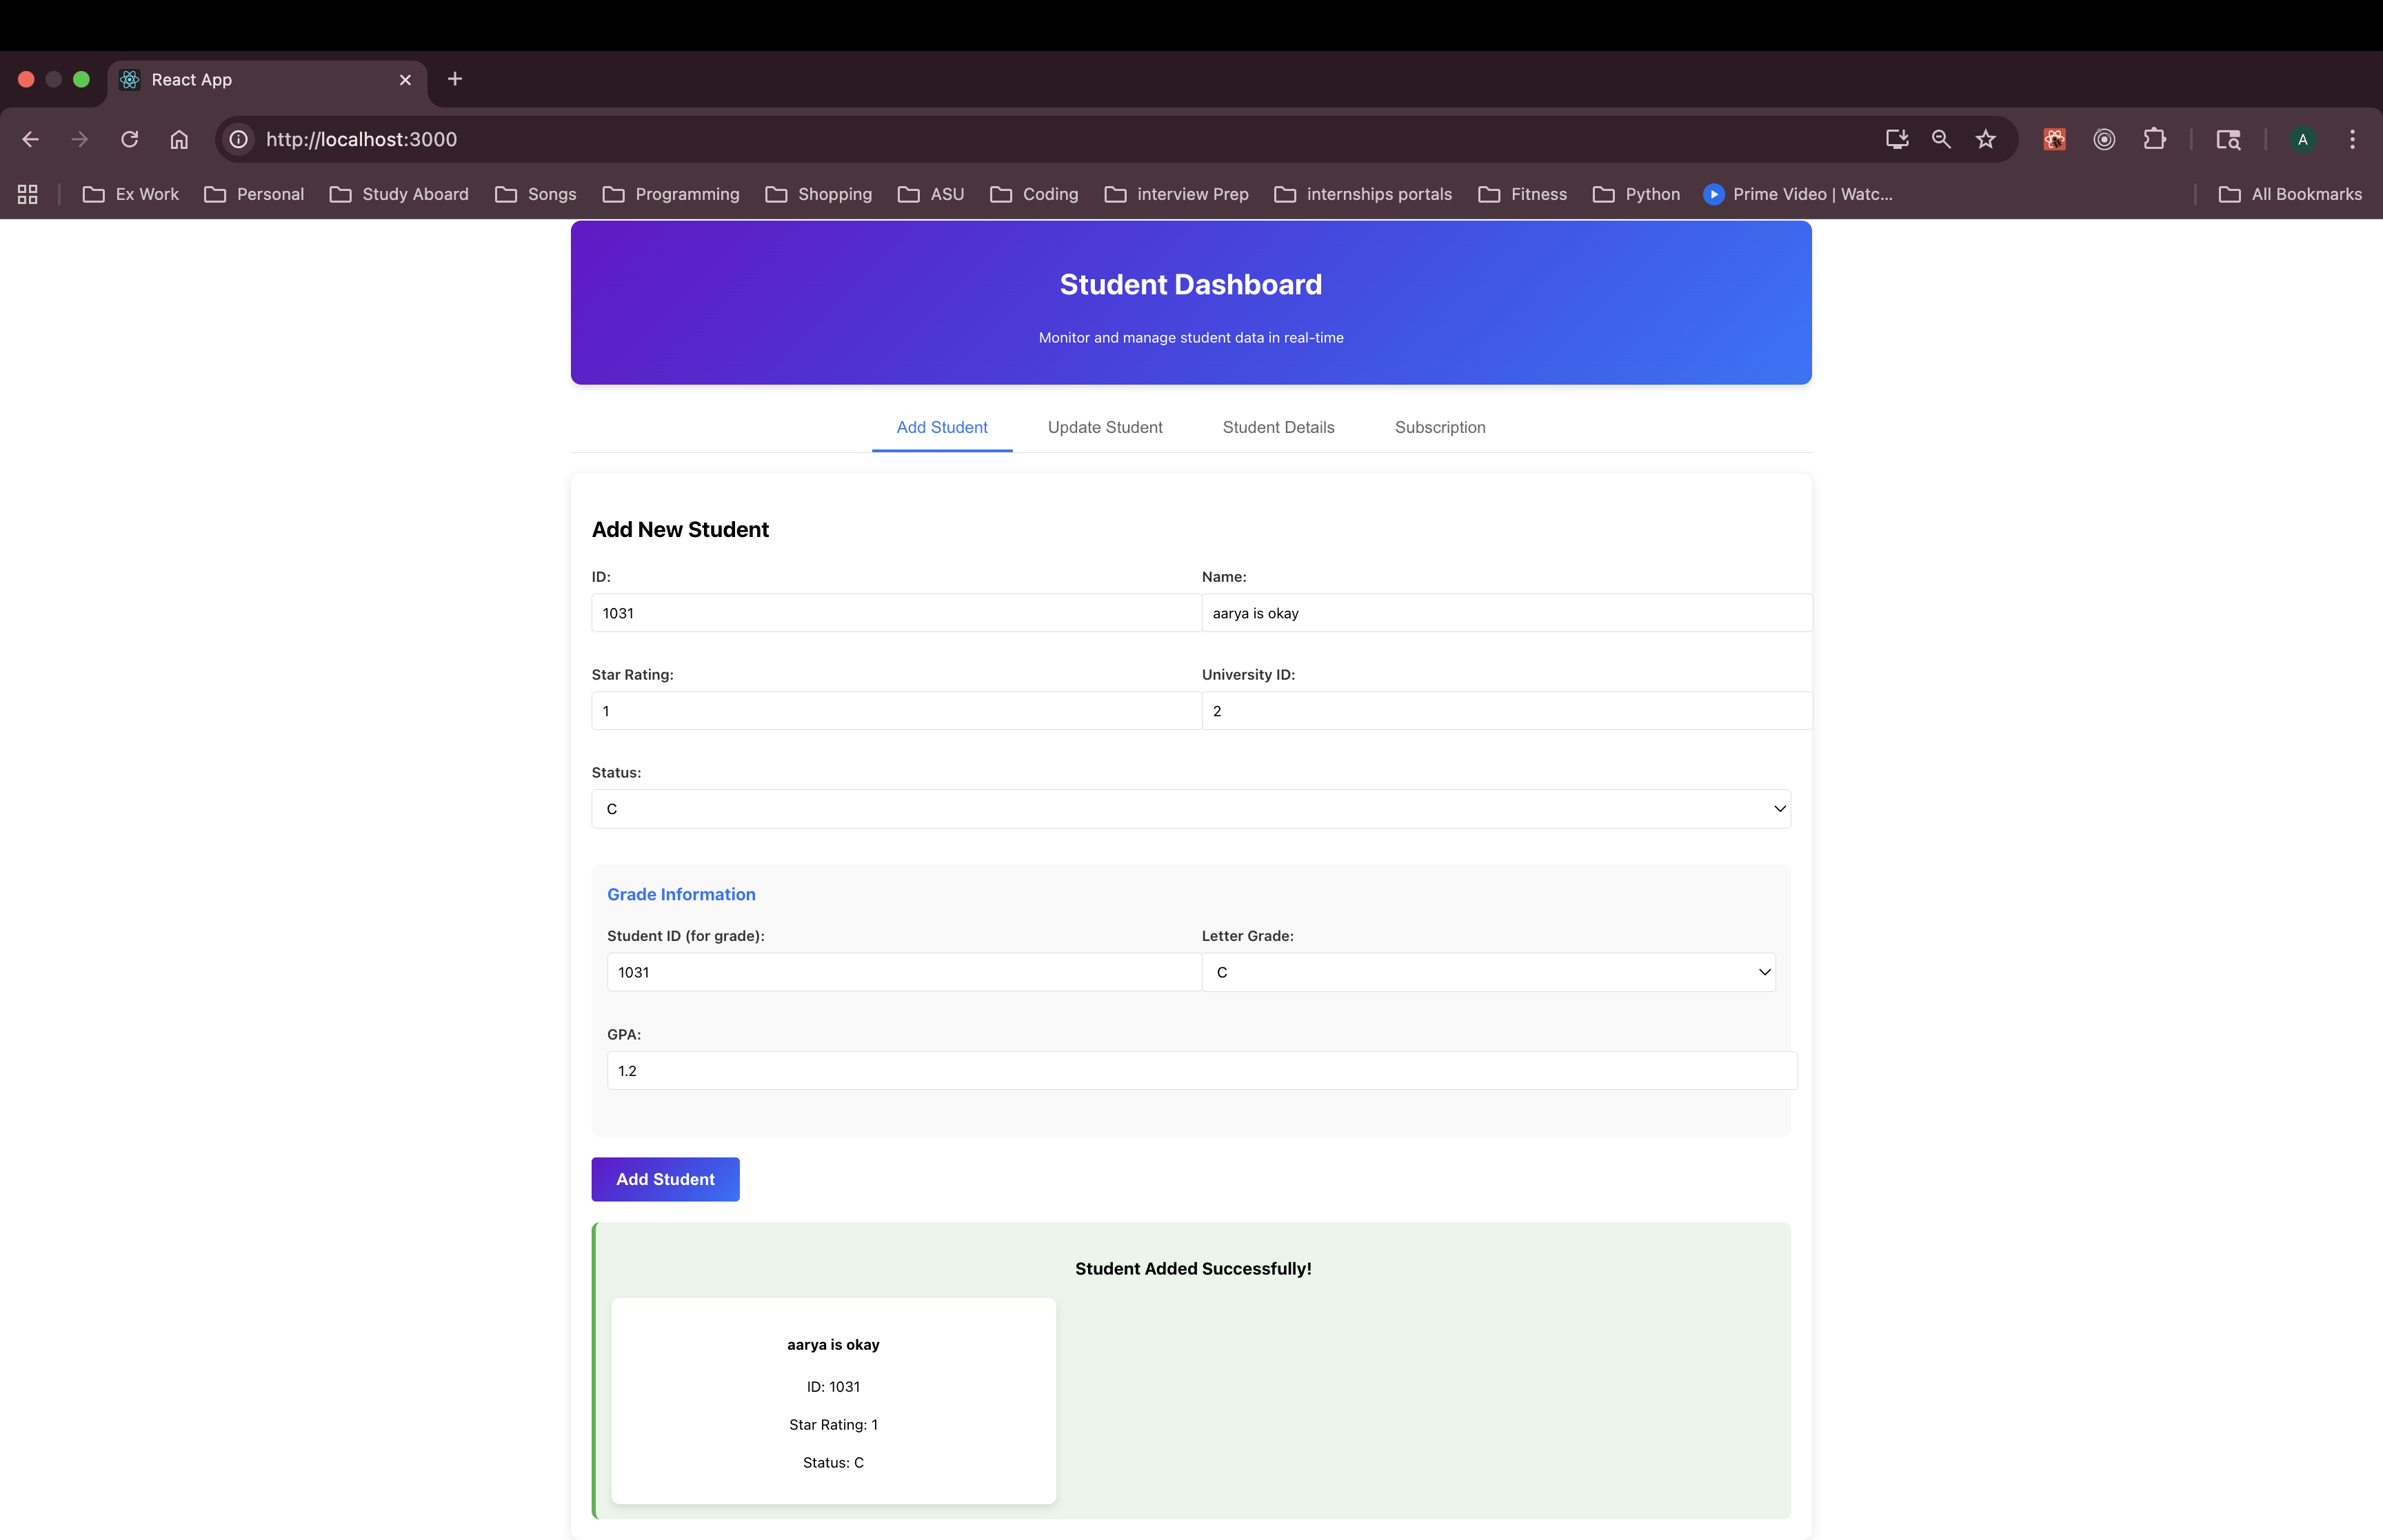 React App
http://localhost:3000
A
Ex Work Personal Study Aboard Songs Programming Shopping ASU Coding interview Prep internships portals Fitness Python Prime Video | Watc... All Bookmarks
Student Dashboard
Monitor and manage student data in real-time
Add Student Update Student Student Details Subscription
Add New Student
ID: Name:
1031 aarya is okay
Star Rating: University ID:
1 2
Status:
C
Grade Information
Student ID (for grade): Letter Grade:
1031 C
GPA:
1.2
Add Student
Student Added Successfully!
aarya is okay
ID: 1031
Star Rating: 1
Status: C